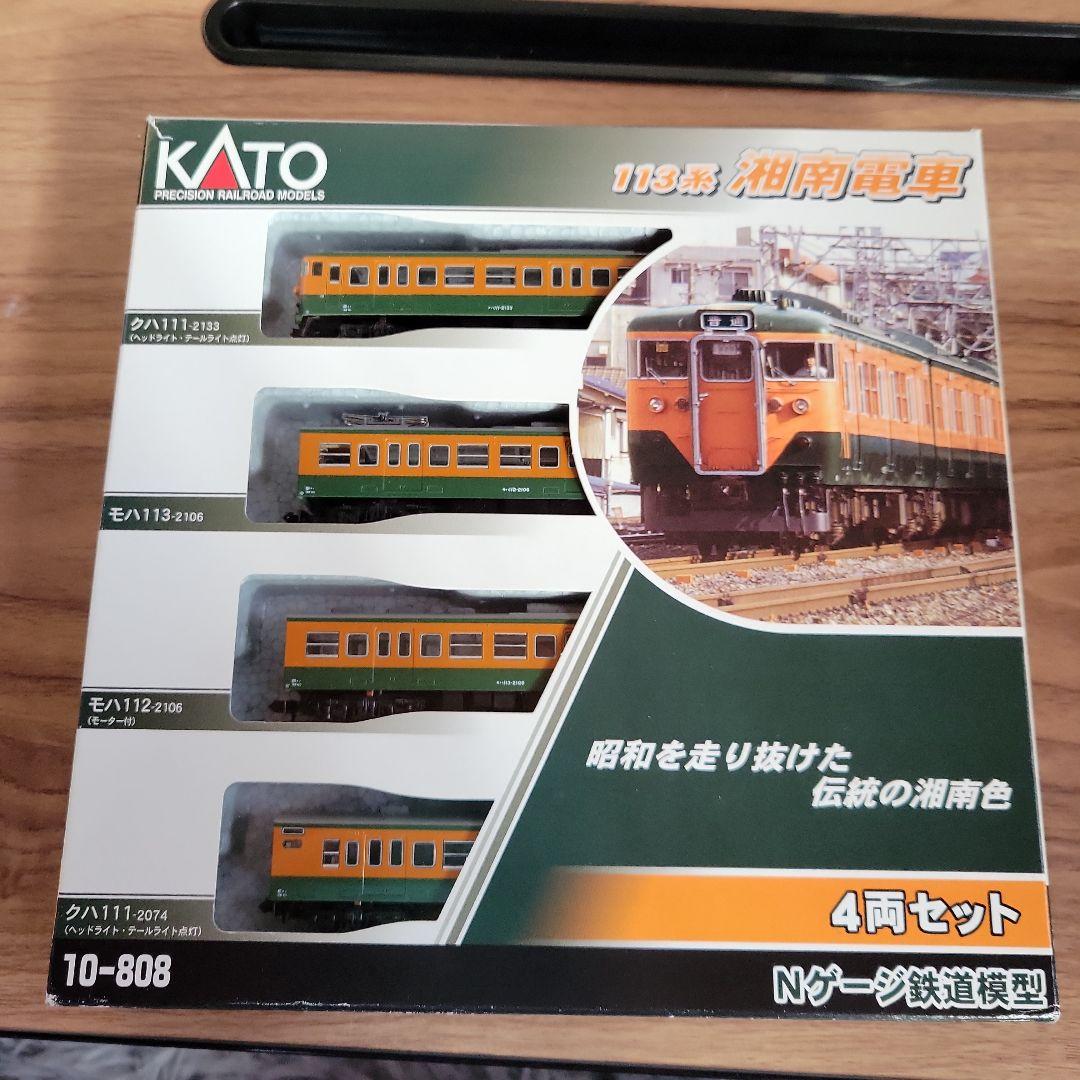 KATO
PRECISION RAILROAD MODELS
113系 湘南電車
普通
クハ111-2133
(ヘッドライト・テールライト点灯)
モハ113-2106
モハ112-2106
(モーター付)
クハ111-2074
(ヘッドライト・テールライト点灯)
昭和を走り抜けた
伝統の湘南色
4両セット
10-808
Nゲージ鉄道模型